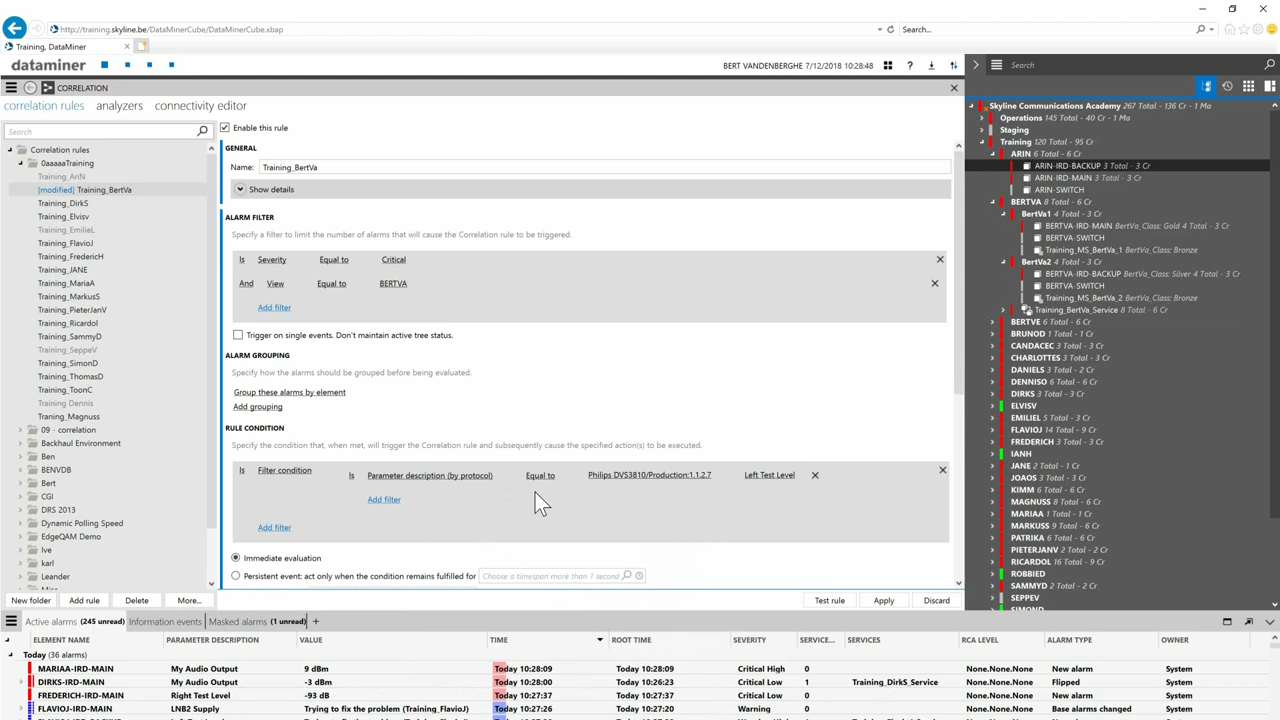 http://training.skyline.be/DataMinerCube/DataMinerCube.xbap
Search...
Training, DataMiner
dataminer
BERT VANDENBERGHE 7/12/2018 10:28:48
CORRELATION
correlation rules analyzers connectivity editor
Search
Correlation rules
0aaaaaTraining
Training_AriN
[modified] Training_BertVa
Training_DirkS
Training_Elvisv
Training_EmilieL
Training_FlavioJ
Training_FredericH
Training_JANE
Training_MariaA
Training_MarkusS
Training_PieterJanV
Training_Ricardol
Training_SammyD
Training_SeppeV
Training_SimonD
Training_ThomasD
Training_ToonC
Training Dennis
Traning_Magnuss
09 - correlation
Backhaul Environment
Ben
BENVDB
Bert
CGI
DRS 2013
Dynamic Polling Speed
EdgeQAM Demo
Ive
karl
Leander
New folder Add rule Delete More...
Enable this rule
GENERAL
Name: Training_BertVa
Show details
ALARM FILTER
Specify a filter to limit the number of alarms that will cause the Correlation rule to be triggered.
Is Severity Equal to Critical
And View Equal to BERTVA
Add filter
Trigger on single events. Don't maintain active tree status.
ALARM GROUPING
Specify how the alarms should be grouped before being evaluated.
Group these alarms by element
Add grouping
RULE CONDITION
Specify the condition that, when met, will trigger the Correlation rule and subsequently cause the specified action(s) to be executed.
Is Filter condition Is Parameter description (by protocol) Equal to Philips DVS3810/Production:1.1.2.7 Left Test Level
Add filter
Add filter
Immediate evaluation
Persistent event: act only when the condition remains fulfilled for Choose a timespan more than 1 second
Test rule Apply Discard
Search
Skyline Communications Academy 267 Total - 136 Cr - 1 Ma
Operations 145 Total - 40 Cr - 1 Ma
Staging
Training 120 Total - 95 Cr
ARIN 6 Total - 6 Cr
ARIN-IRD-BACKUP 3 Total - 3 Cr
ARIN-IRD-MAIN 3 Total - 3 Cr
ARIN-SWITCH
BERTVA 8 Total - 6 Cr
BertVa1 4 Total - 3 Cr
BERTVA-IRD-MAIN BertVa_Class: Gold 4 Total - 3 Cr
BERTVA-SWITCH
Training_MS_BertVa_1 BertVa_Class: Bronze
BertVa2 4 Total - 3 Cr
BERTVA-IRD-BACKUP BertVa_Class: Silver 4 Total - 3 Cr
BERTVA-SWITCH
Training_MS_BertVa_2 BertVa_Class: Bronze
Training_BertVa_Service 8 Total - 6 Cr
BERTVE 6 Total - 6 Cr
BRUNOD 1 Total - 1 Cr
CANDACEC 3 Total - 3 Cr
CHARLOTTES 3 Total - 3 Cr
DANIELS 3 Total - 2 Cr
DENNISO 6 Total - 6 Cr
DIRKS 3 Total - 3 Cr
ELVISV
EMILIEL 5 Total - 3 Cr
FLAVIOJ 14 Total - 9 Cr
FREDERICH 3 Total - 3 Cr
IANH
JANE 2 Total - 1 Cr
JOAOS 3 Total - 3 Cr
KIMM 6 Total - 6 Cr
MAGNUSS 8 Total - 6 Cr
MARIAA 1 Total - 1 Cr
MARKUSS 9 Total - 6 Cr
PATRIKA 6 Total - 6 Cr
PIETERJANV 2 Total - 2 Cr
RICARDOL 16 Total - 9 Cr
ROBBIED
SAMMYD 2 Total - 2 Cr
SEPPEV
Active alarms (245 unread) Information events Masked alarms (1 unread) +
ELEMENT NAME PARAMETER DESCRIPTION VALUE TIME ROOT TIME SEVERITY SERVICE... SERVICES RCA LEVEL ALARM TYPE OWNER
Today (36 alarms)
MARIAA-IRD-MAIN My Audio Output 9 dBm Today 10:28:09 Today 10:28:09 Critical High 0 None.None.None New alarm System
DIRKS-IRD-MAIN My Audio Output -3 dBm Today 10:28:00 Today 10:26:23 Critical Low 1 Training_DirkS_Service None.None.None Flipped System
FREDERICH-IRD-MAIN Right Test Level -93 dB Today 10:27:37 Today 10:27:37 Critical Low 0 None.None.None New alarm System
FLAVIOJ-IRD-MAIN LNB2 Supply Trying to fix the problem (Training_FlavioJ) Today 10:27:26 Today 10:27:08 Warning 0 None.None.None Base alarms changed System